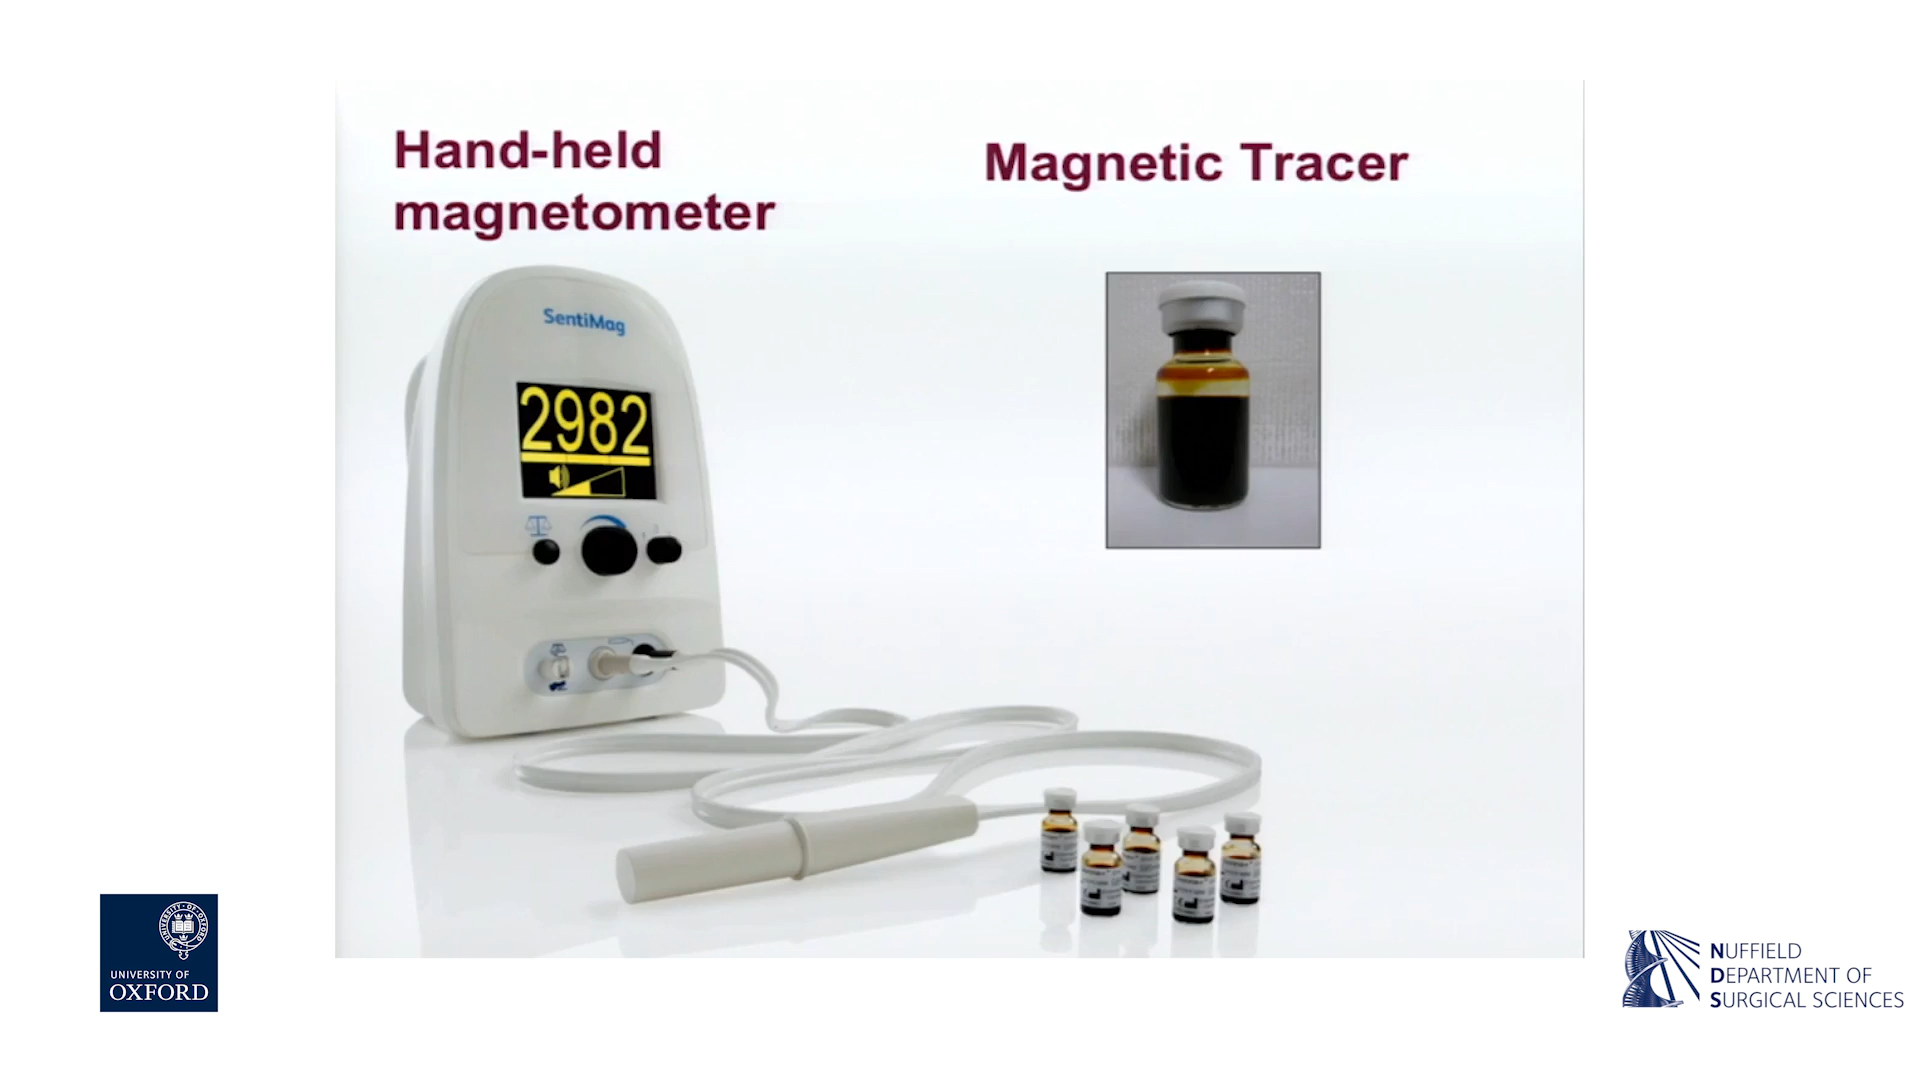 Hand-held
magnetometer
Magnetic Tracer
SentiMag
2982
UNIVERSITY OF
OXFORD
NUFFIELD
DEPARTMENT OF
SURGICAL SCIENCES